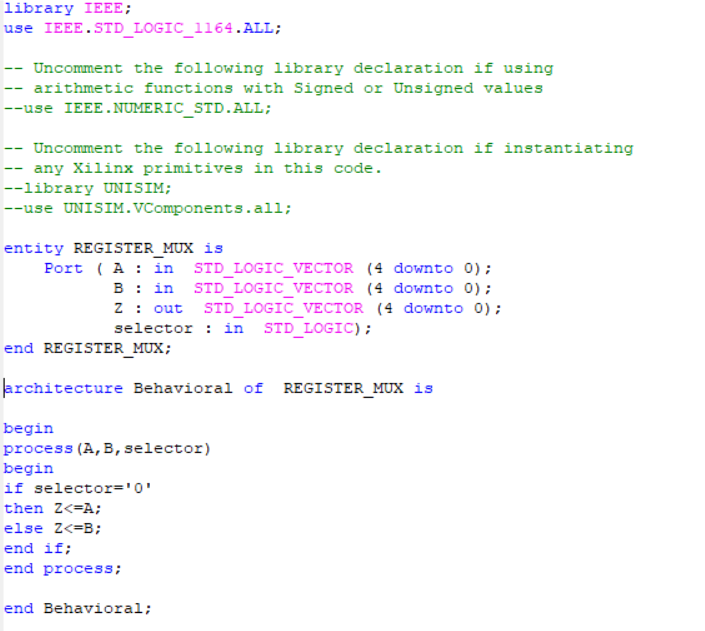 library IEEE;
use IEEE.STD_LOGIC_1164.ALL;
-- Uncomment the following library declaration if using
-- arithmetic functions with Signed or Unsigned values
--use IEEE.NUMERIC_STD.ALL;
-- Uncomment the following library declaration if instantiating
-- any Xilinx primitives in this code.
--library UNISIM;
--use UNISIM.VComponents.all;
entity REGISTER_MUX is
    Port ( A : in  STD_LOGIC_VECTOR (4 downto 0);
           B : in  STD_LOGIC_VECTOR (4 downto 0);
           Z : out  STD_LOGIC_VECTOR (4 downto 0);
           selector : in  STD_LOGIC);
end REGISTER_MUX;
architecture Behavioral of  REGISTER_MUX is
begin
process(A,B,selector)
begin
if selector='0'
then Z<=A;
else Z<=B;
end if;
end process;
end Behavioral;